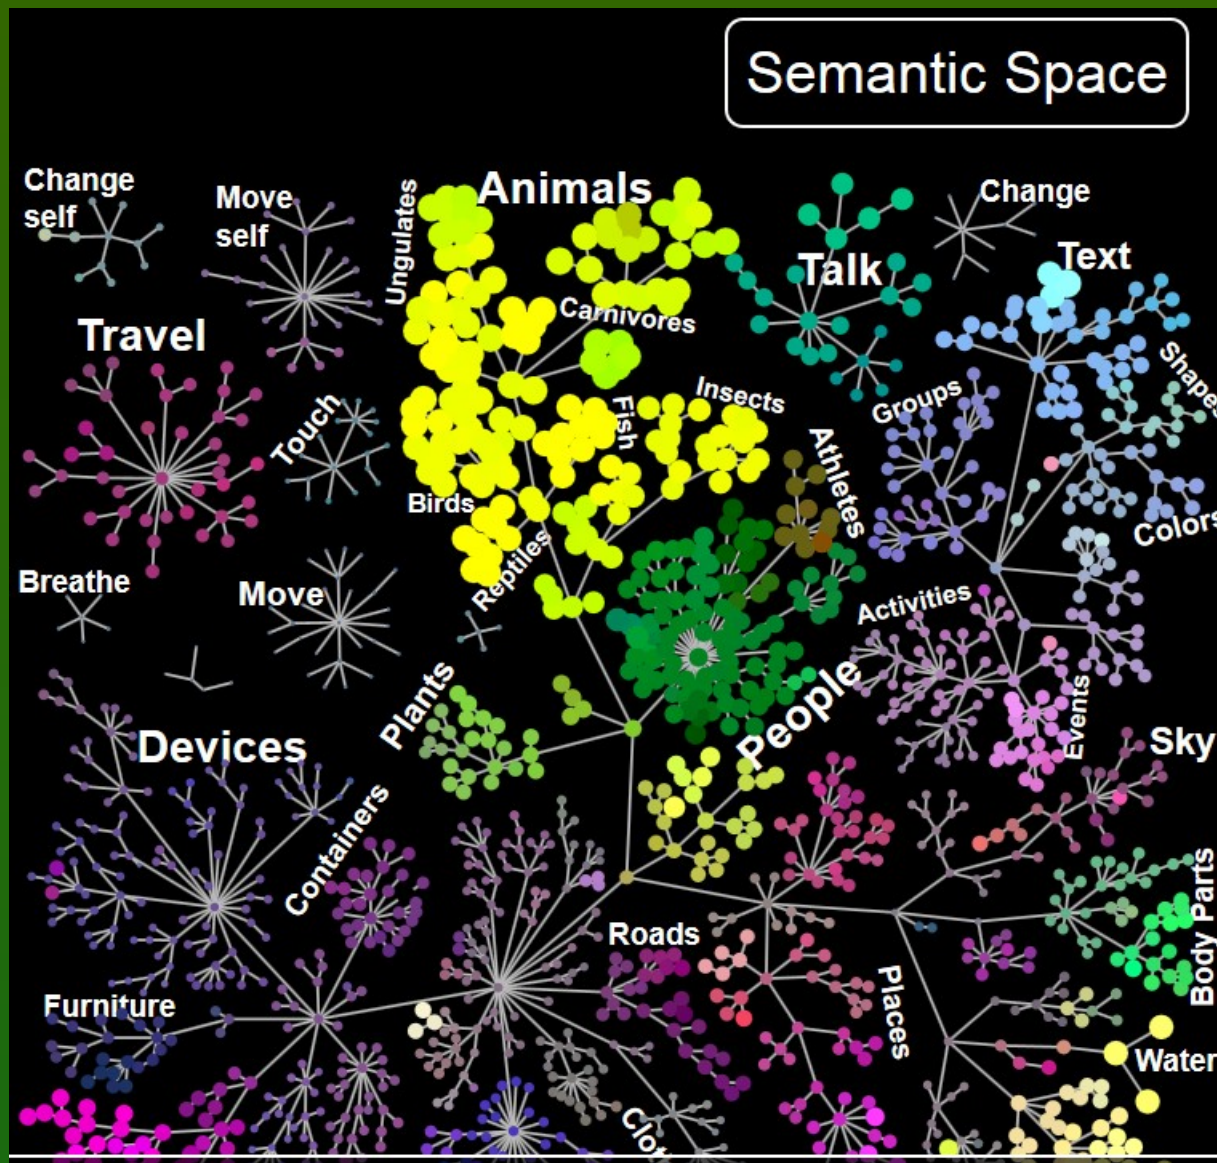 Semantic Space
Change
self
Move
self
Ungulates
Animals
Talk
Change
Text
Travel
Carnivores
Shapes
Touch
Fish
Insects
Groups
Athletes
Birds
Colors
Reptiles
Breathe
Move
Activities
Plants
People
Events
Devices
Sky
Containers
Body Parts
Roads
Places
Furniture
Water